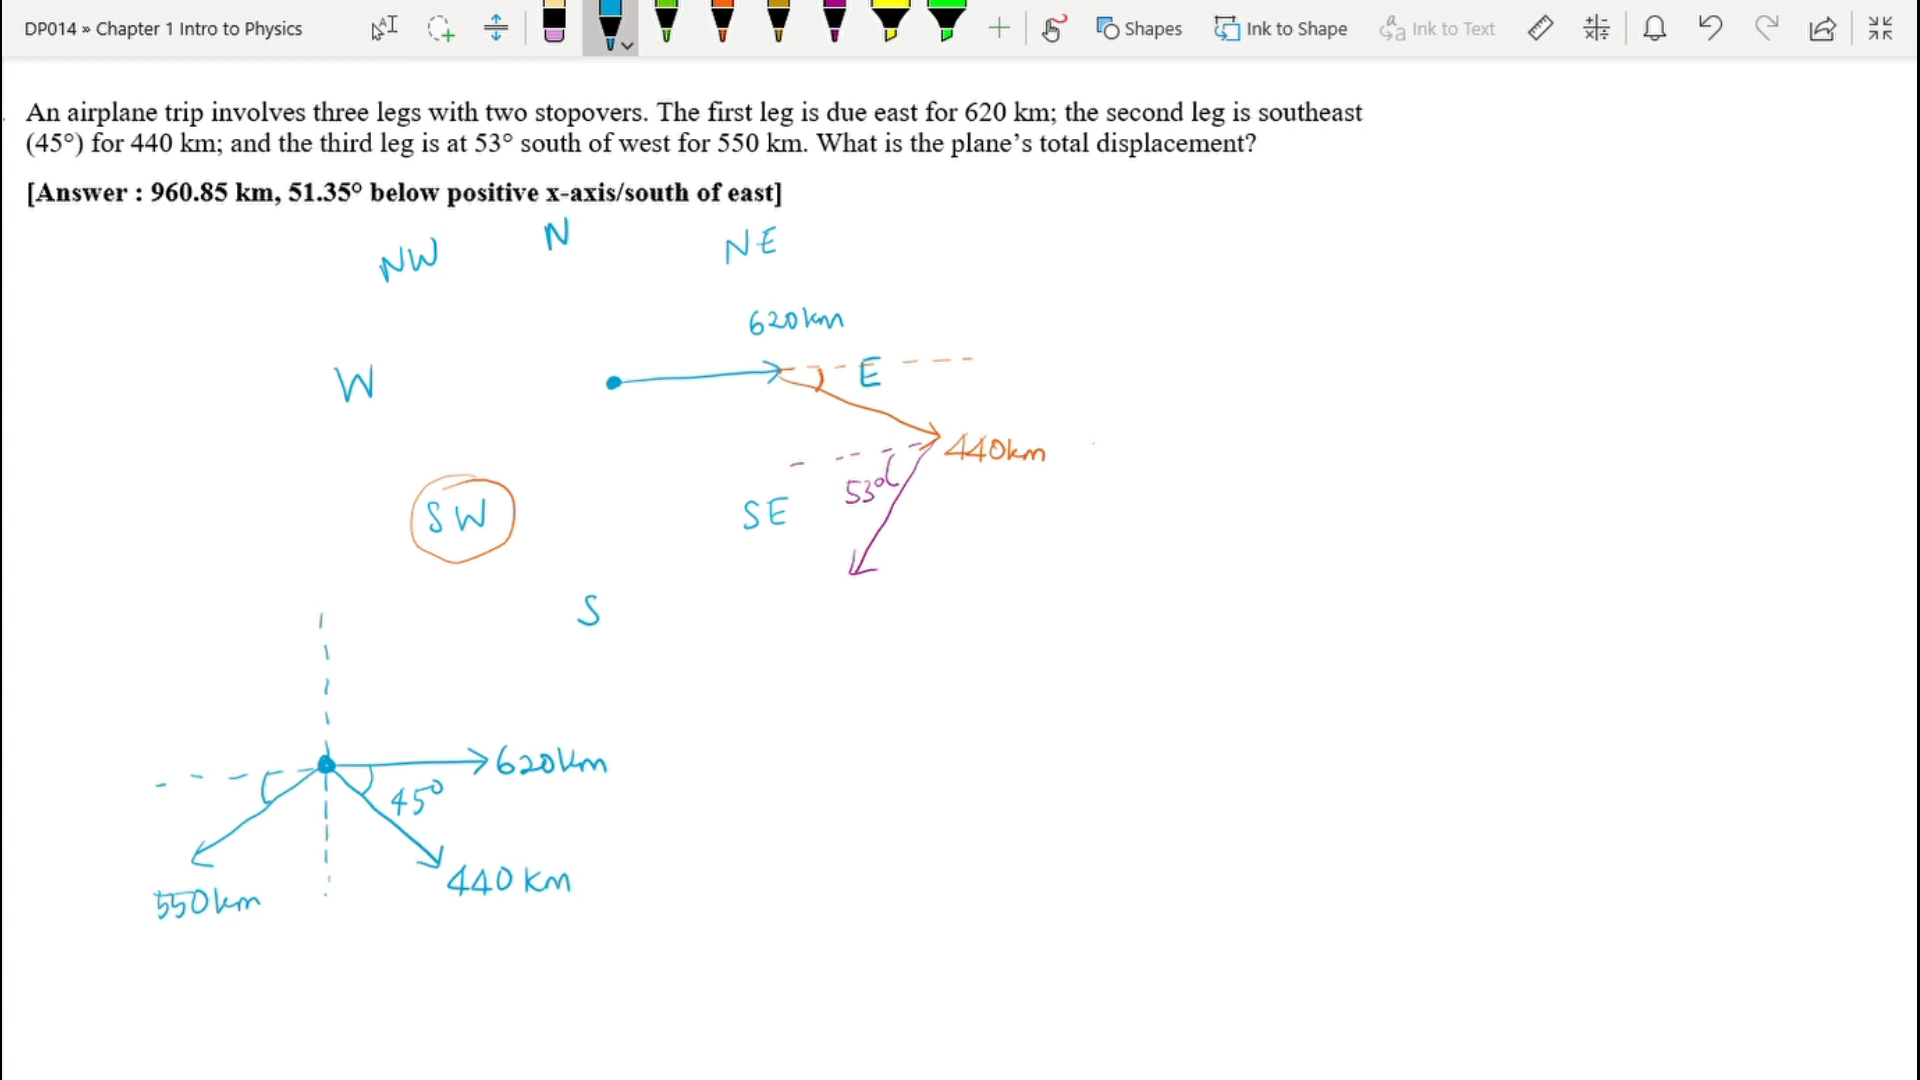 DP014 » Chapter 1 Intro to Physics
Shapes
Ink to Shape
Ink to Text
An airplane trip involves three legs with two stopovers. The first leg is due east for 620 km; the second leg is southeast
(45°) for 440 km; and the third leg is at 53° south of west for 550 km. What is the plane’s total displacement?
[Answer : 960.85 km, 51.35° below positive x-axis/south of east]
NW
N
NE
620km
W
E
440km
53°
SW
SE
S
620km
45°
440 km
550km